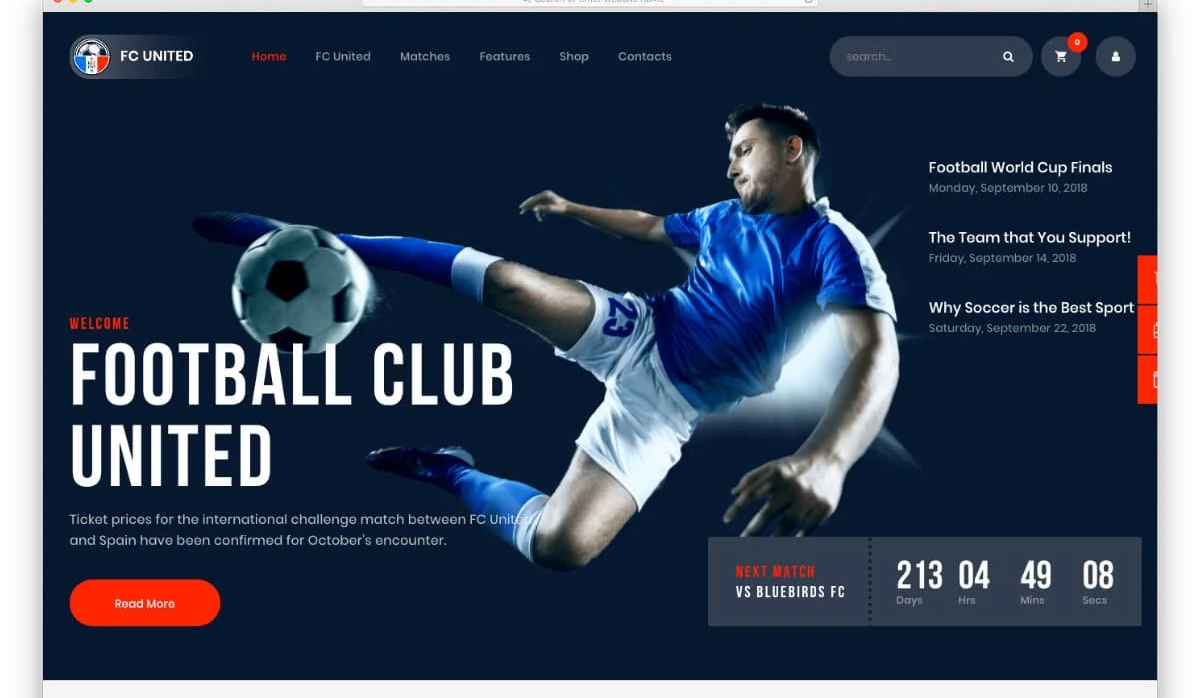 FC UNITED
Home FC United Matches Features Shop Contacts
search...
0
Football World Cup Finals
Monday, September 10, 2018
The Team that You Support!
Friday, September 14, 2018
Why Soccer is the Best Sport
Saturday, September 22, 2018
23
WELCOME
FOOTBALL CLUB
UNITED
Ticket prices for the international challenge match between FC United
and Spain have been confirmed for October's encounter.
Read More
NEXT MATCH
VS BLUEBIRDS FC
213 04 49 08
Days Hrs Mins Secs